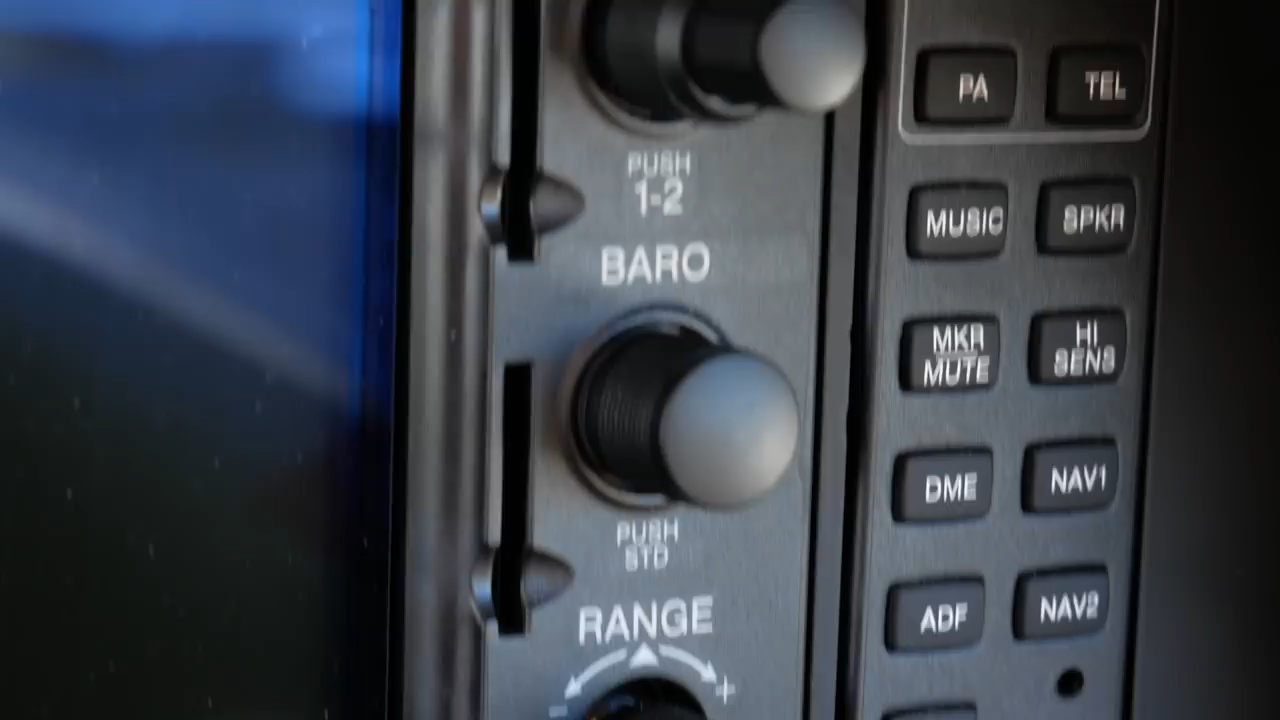 PUSH
1-2
BARO
PUSH
STD
RANGE
- +
PA TEL
MUSIC SPKR
MKR
MUTE
HI
SENS
DME NAV1
ADF NAV2